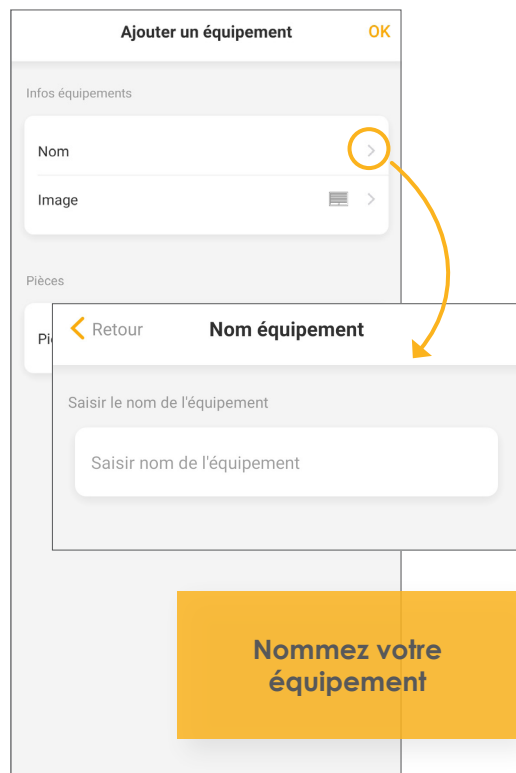 Ajouter un équipement
OK
Infos équipements
Nom
Image
Pièces
Retour
Nom équipement
Saisir le nom de l'équipement
Saisir nom de l'équipement
Nommez votre
équipement